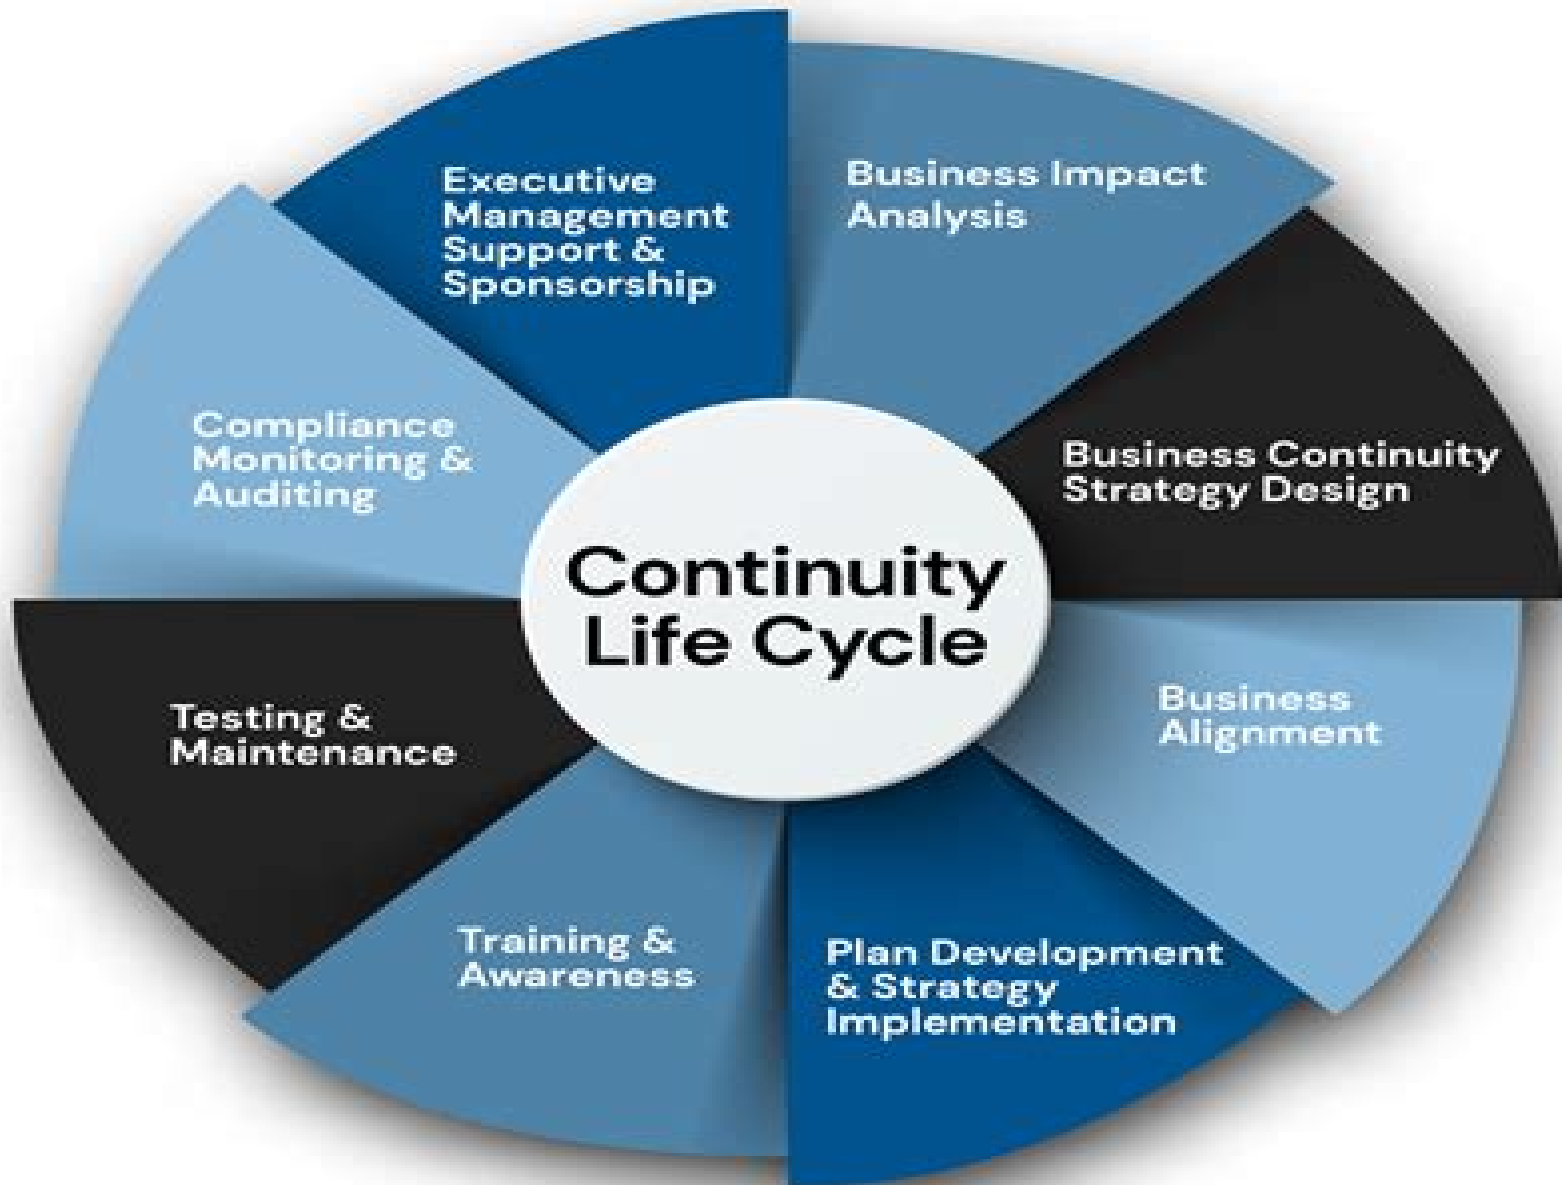 Executive
Management
Support &
Sponsorship
Business Impact
Analysis
Business Continuity
Strategy Design
Business
Alignment
Plan Development
& Strategy
Implementation
Training &
Awareness
Testing &
Maintenance
Compliance
Monitoring &
Auditing
Continuity
Life Cycle